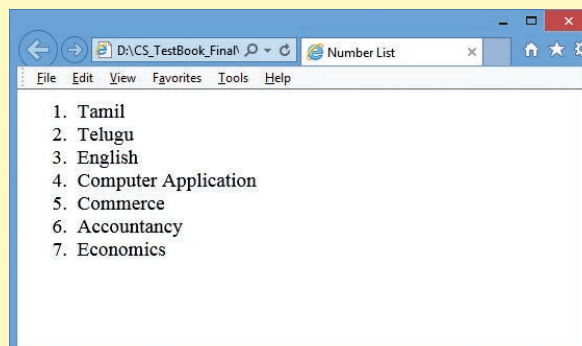 D:\CS_TestBook_Final\
Number List
File Edit View Favorites Tools Help
1. Tamil
2. Telugu
3. English
4. Computer Application
5. Commerce
6. Accountancy
7. Economics